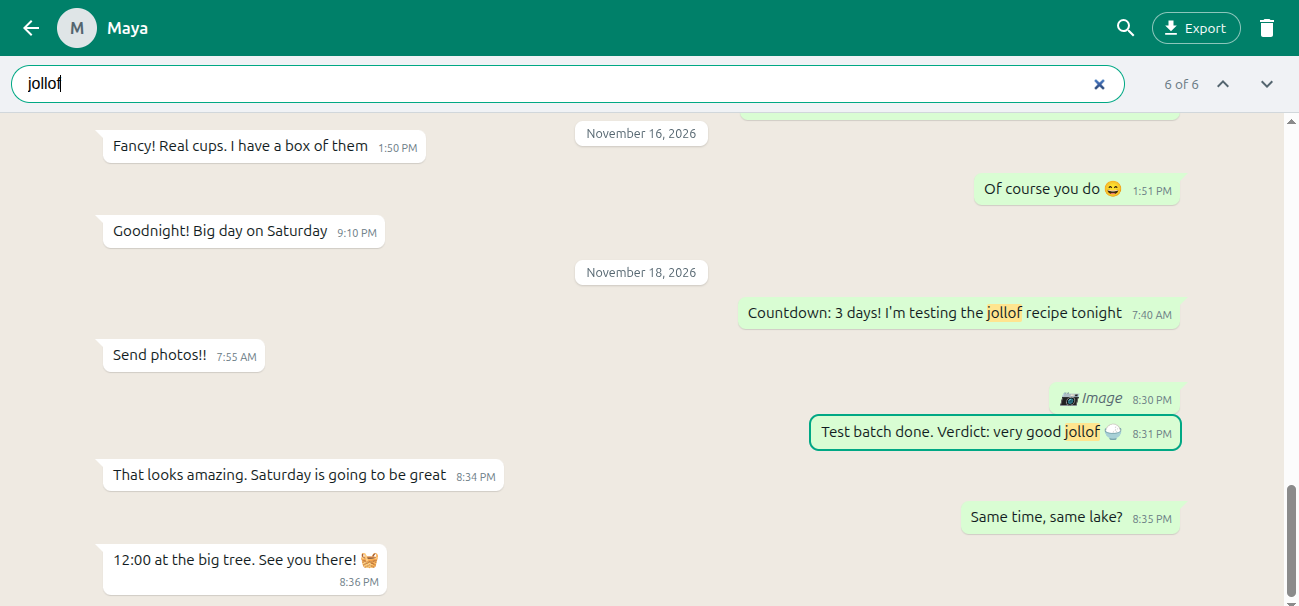 M
Maya
Export
jollof
6 of 6
November 16, 2026
Fancy! Real cups. I have a box of them 1:50 PM
Of course you do 😄 1:51 PM
Goodnight! Big day on Saturday 9:10 PM
November 18, 2026
Countdown: 3 days! I'm testing the jollof recipe tonight 7:40 AM
Send photos!! 7:55 AM
📷 Image 8:30 PM
Test batch done. Verdict: very good jollof 🍚 8:31 PM
That looks amazing. Saturday is going to be great 8:34 PM
Same time, same lake? 8:35 PM
12:00 at the big tree. See you there! 🧺
8:36 PM